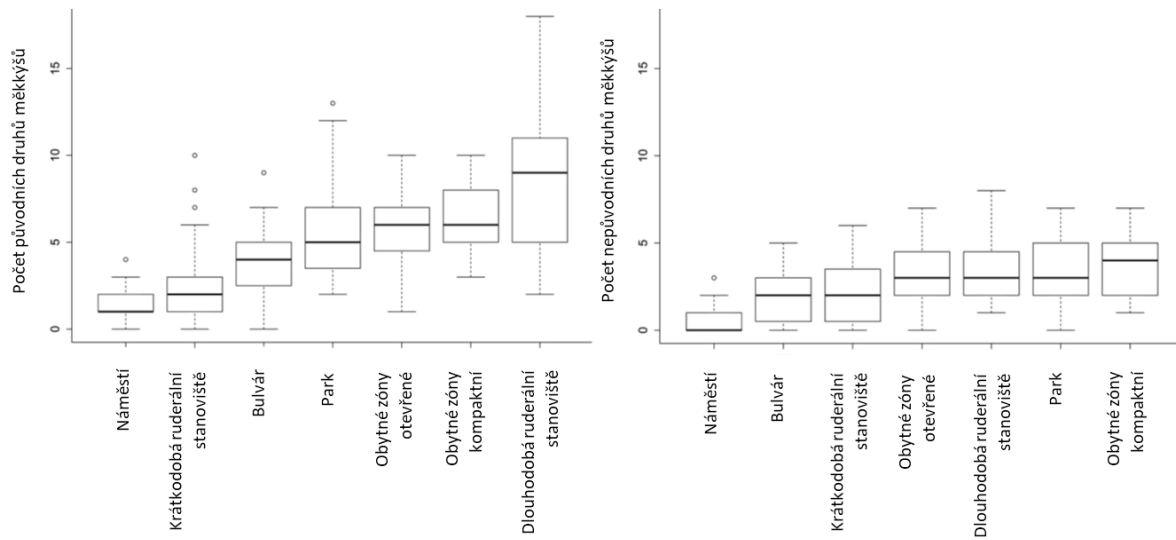 Počet původních druhů měkkýšů
15
10
5
0
Náměstí
Krátkodobá ruderální
stanoviště
Bulvár
Park
Obytné zóny
otevřené
Obytné zóny
kompaktní
Dlouhodobá ruderální
stanoviště
Počet nepůvodních druhů měkkýšů
15
10
5
0
Náměstí
Bulvár
Krátkodobá ruderální
stanoviště
Obytné zóny
otevřené
Dlouhodobá ruderální
stanoviště
Park
Obytné zóny
kompaktní